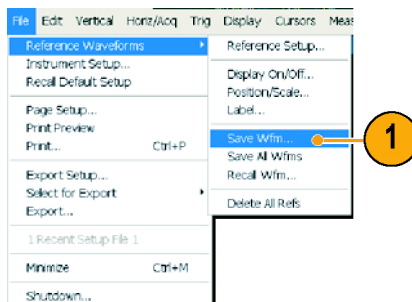 File Edit Vertical Horiz/Acq Trig Display Cursors Meas
Reference Waveforms
Instrument Setup...
Recall Default Setup
Page Setup...
Print Preview
Print... Ctrl+P
Export Setup...
Select for Export
Export...
1 Recent Setup File 1
Minimize Ctrl+M
Shutdown...
Reference Setup...
Display On/Off...
Position/Scale...
Label...
Save Wfm...
Save All Wfms
Recall Wfm...
Delete All Refs
1